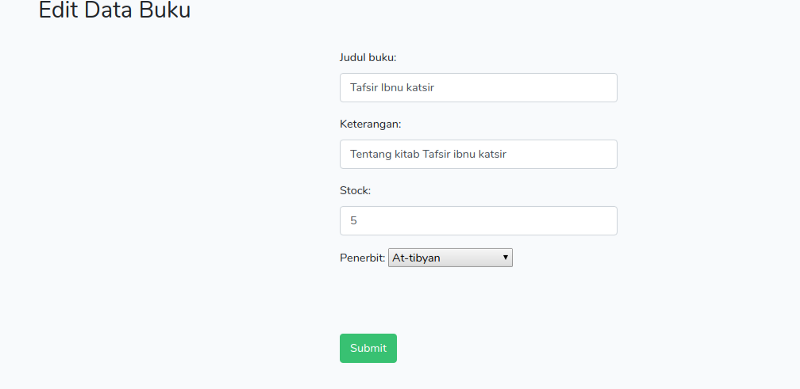 Edit Data Buku
Judul buku:
Tafsir Ibnu katsir
Keterangan:
Tentang kitab Tafsir ibnu katsir
Stock:
5
Penerbit: At-tibyan
Submit